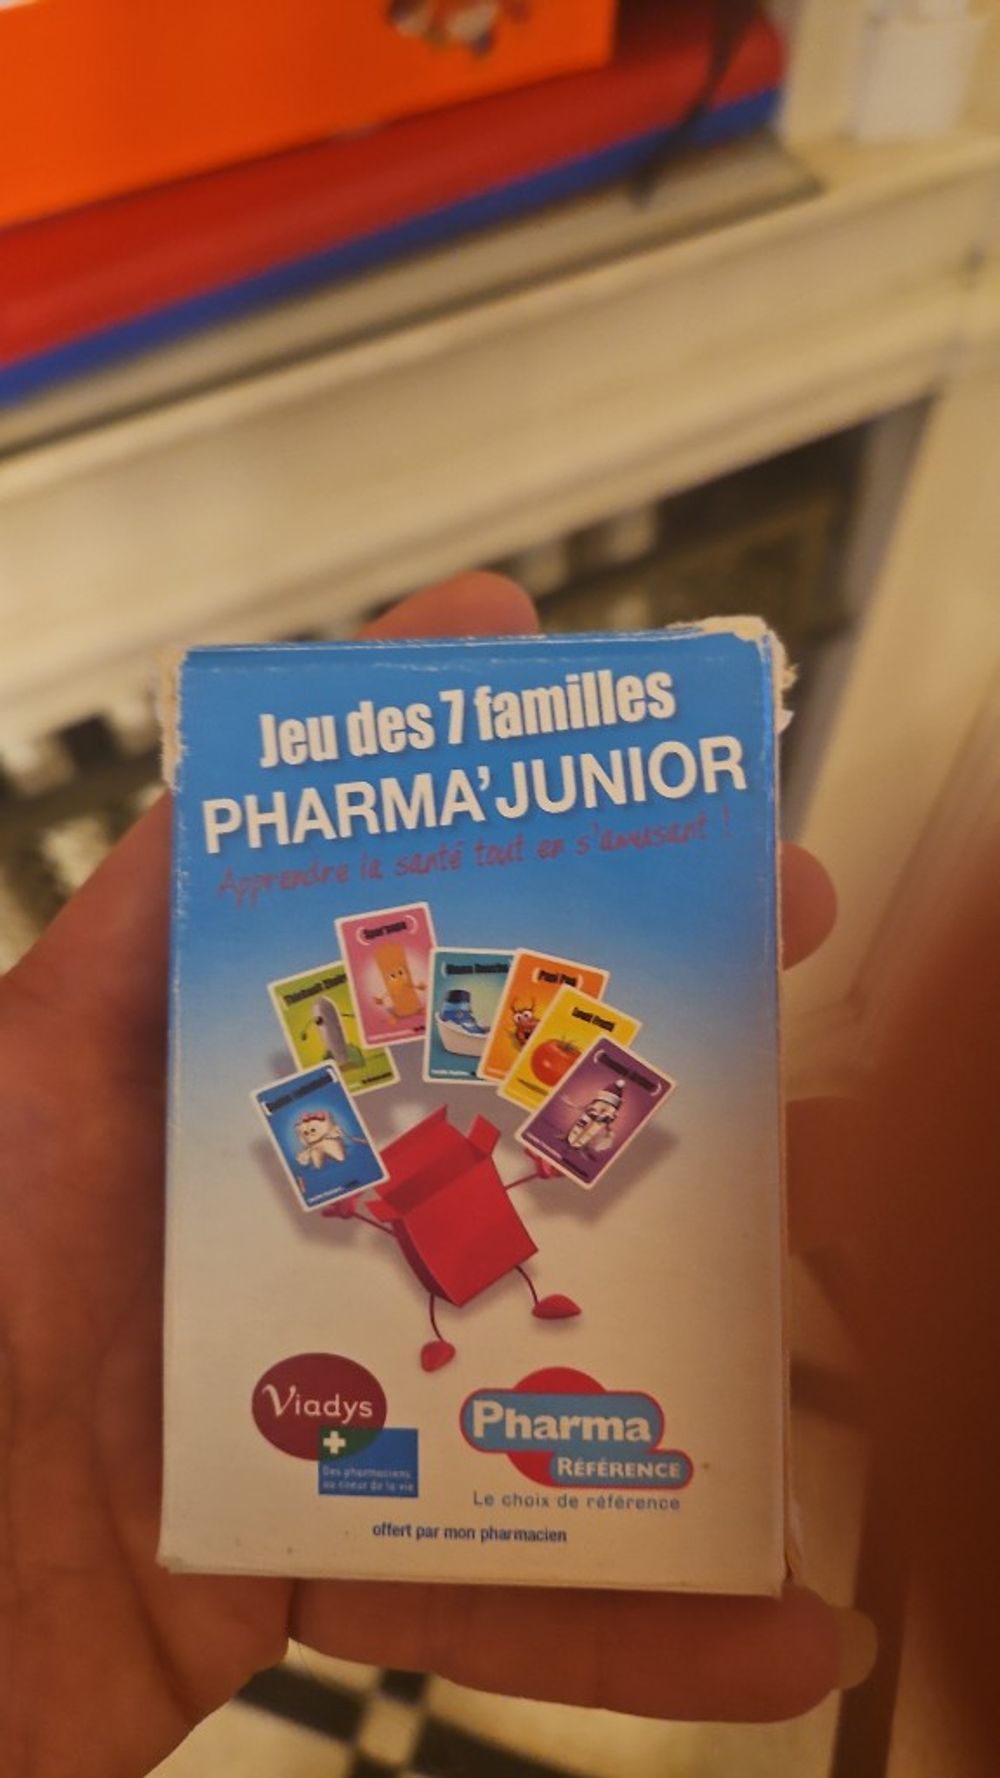 Jeu des 7 familles
PHARMA'JUNIOR
Apprendre la santé tout en s'amusant !
Viadys
Des pharmaciens
au coeur de la vie
Pharma
RÉFÉRENCE
Le choix de référence
offert par mon pharmacien